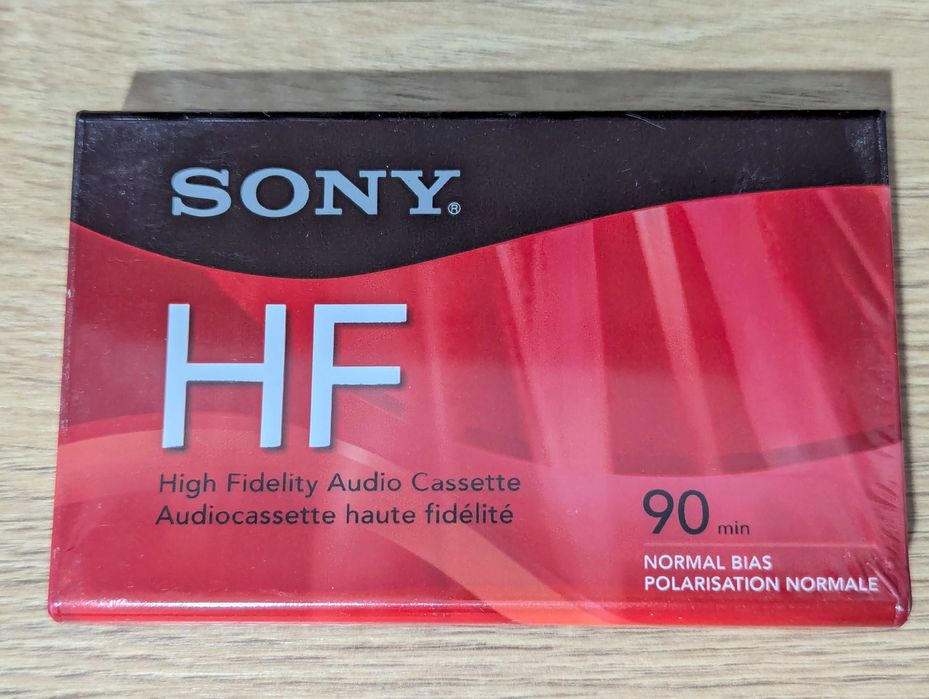 SONY®
HF
High Fidelity Audio Cassette
Audiocassette haute fidélité
90 min
NORMAL BIAS
POLARISATION NORMALE